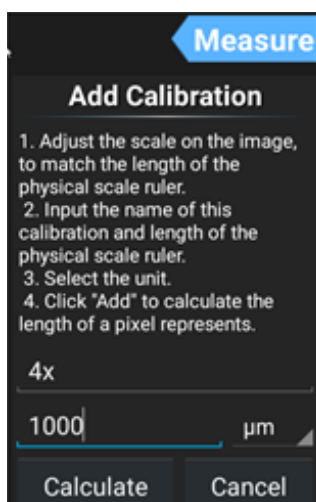 Measure
Add Calibration
1. Adjust the scale on the image,
to match the length of the
physical scale ruler.
2. Input the name of this
calibration and length of the
physical scale ruler.
3. Select the unit.
4. Click "Add" to calculate the
length of a pixel represents.
4x
1000 µm
Calculate Cancel